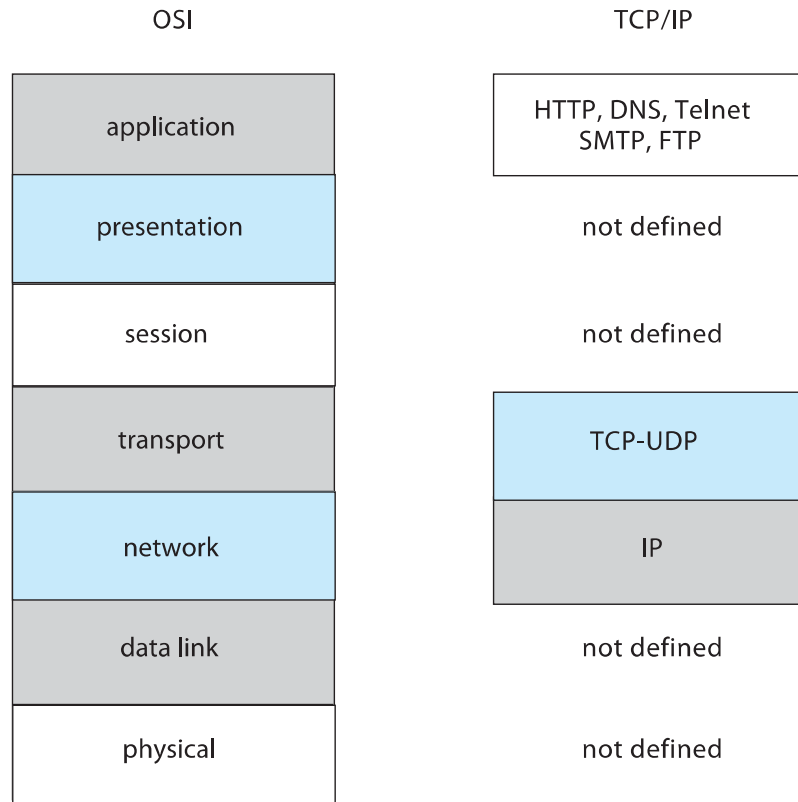 OSI
TCP/IP
application
HTTP, DNS, Telnet
SMTP, FTP
presentation
not defined
session
not defined
transport
TCP-UDP
network
IP
data link
not defined
physical
not defined